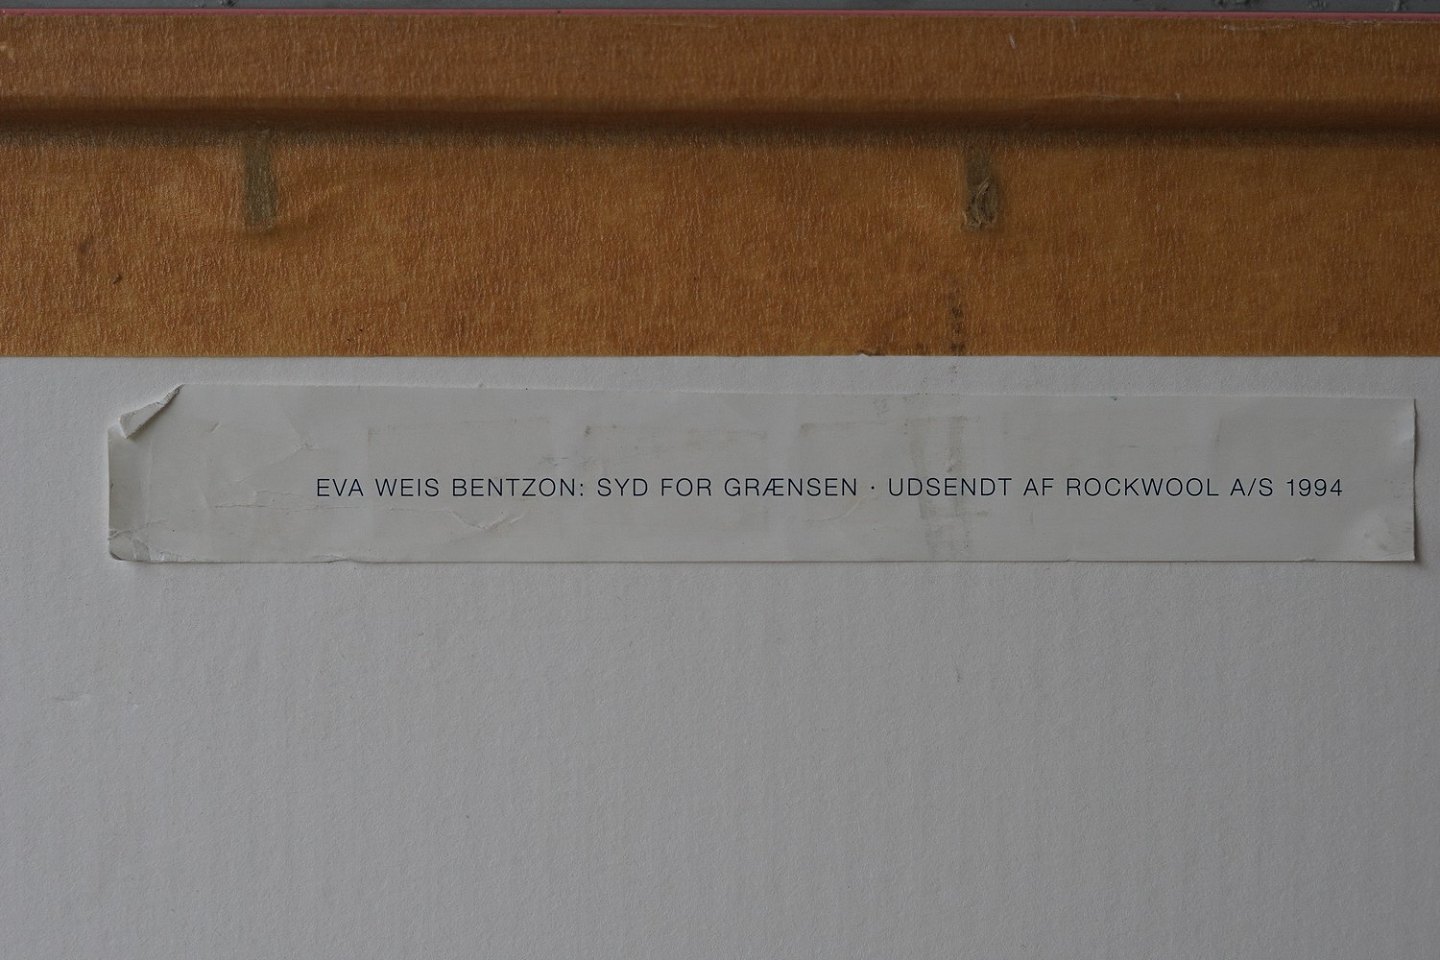 EVA WEIS BENTZON: SYD FOR GRÆNSEN · UDSENDT AF ROCKWOOL A/S 1994